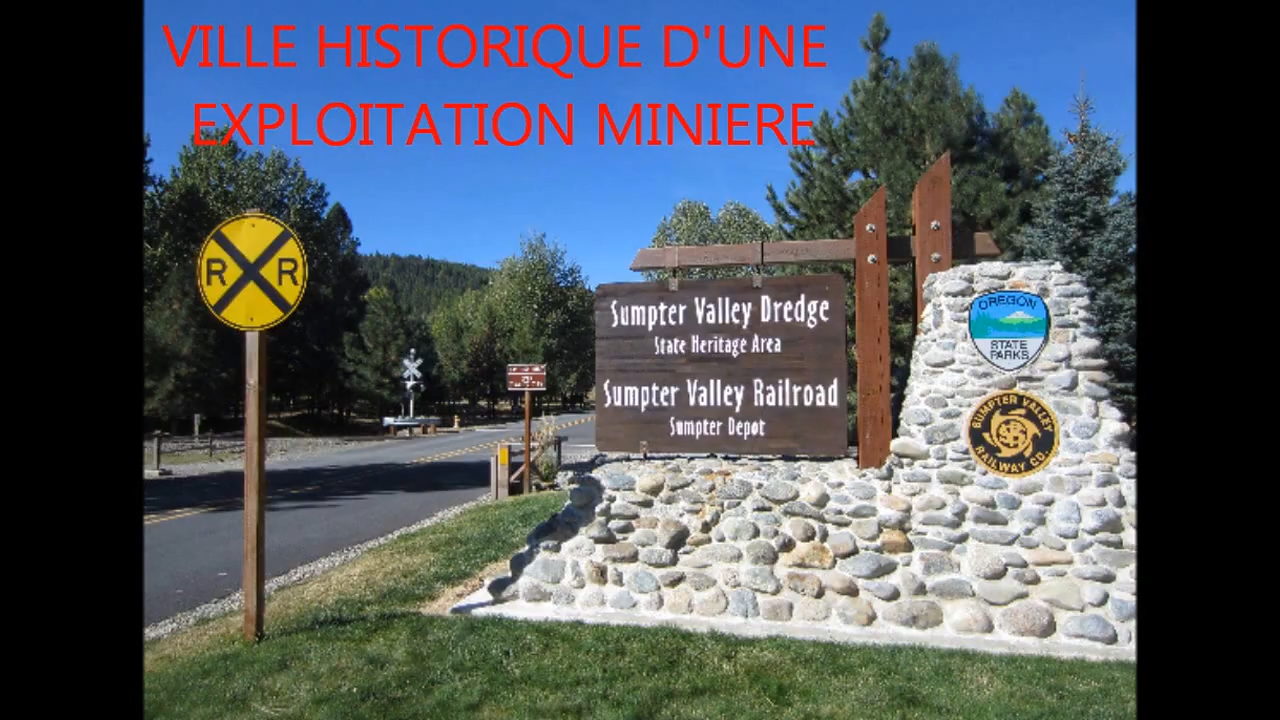 VILLE HISTORIQUE D'UNE
EXPLOITATION MINIERE
R R
Sumpter Valley Dredge
State Heritage Area
Sumpter Valley Railroad
Sumpter Depot
OREGON
STATE
PARKS
SUMPTER VALLEY
RAILWAY CO.